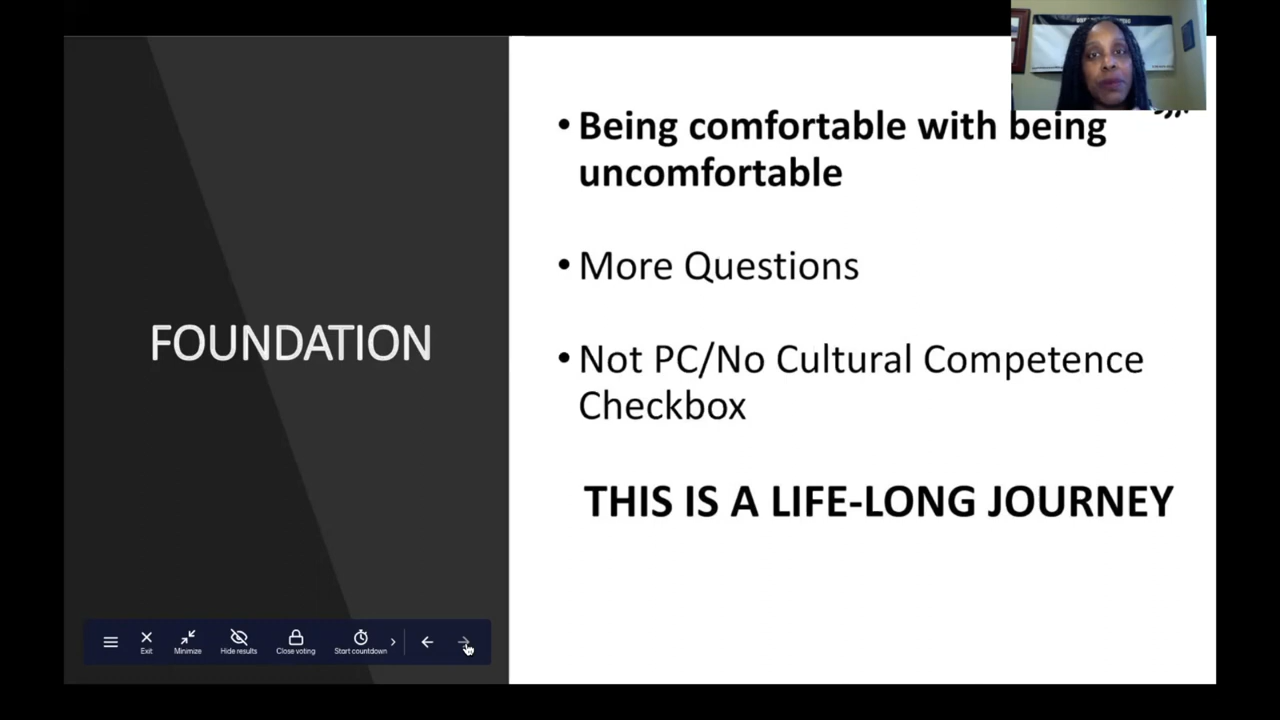 • Being comfortable with being
uncomfortable
• More Questions
FOUNDATION
• Not PC/No Cultural Competence
Checkbox
THIS IS A LIFE-LONG JOURNEY
Exit
Minimize
Hide results
Close voting
Start countdown